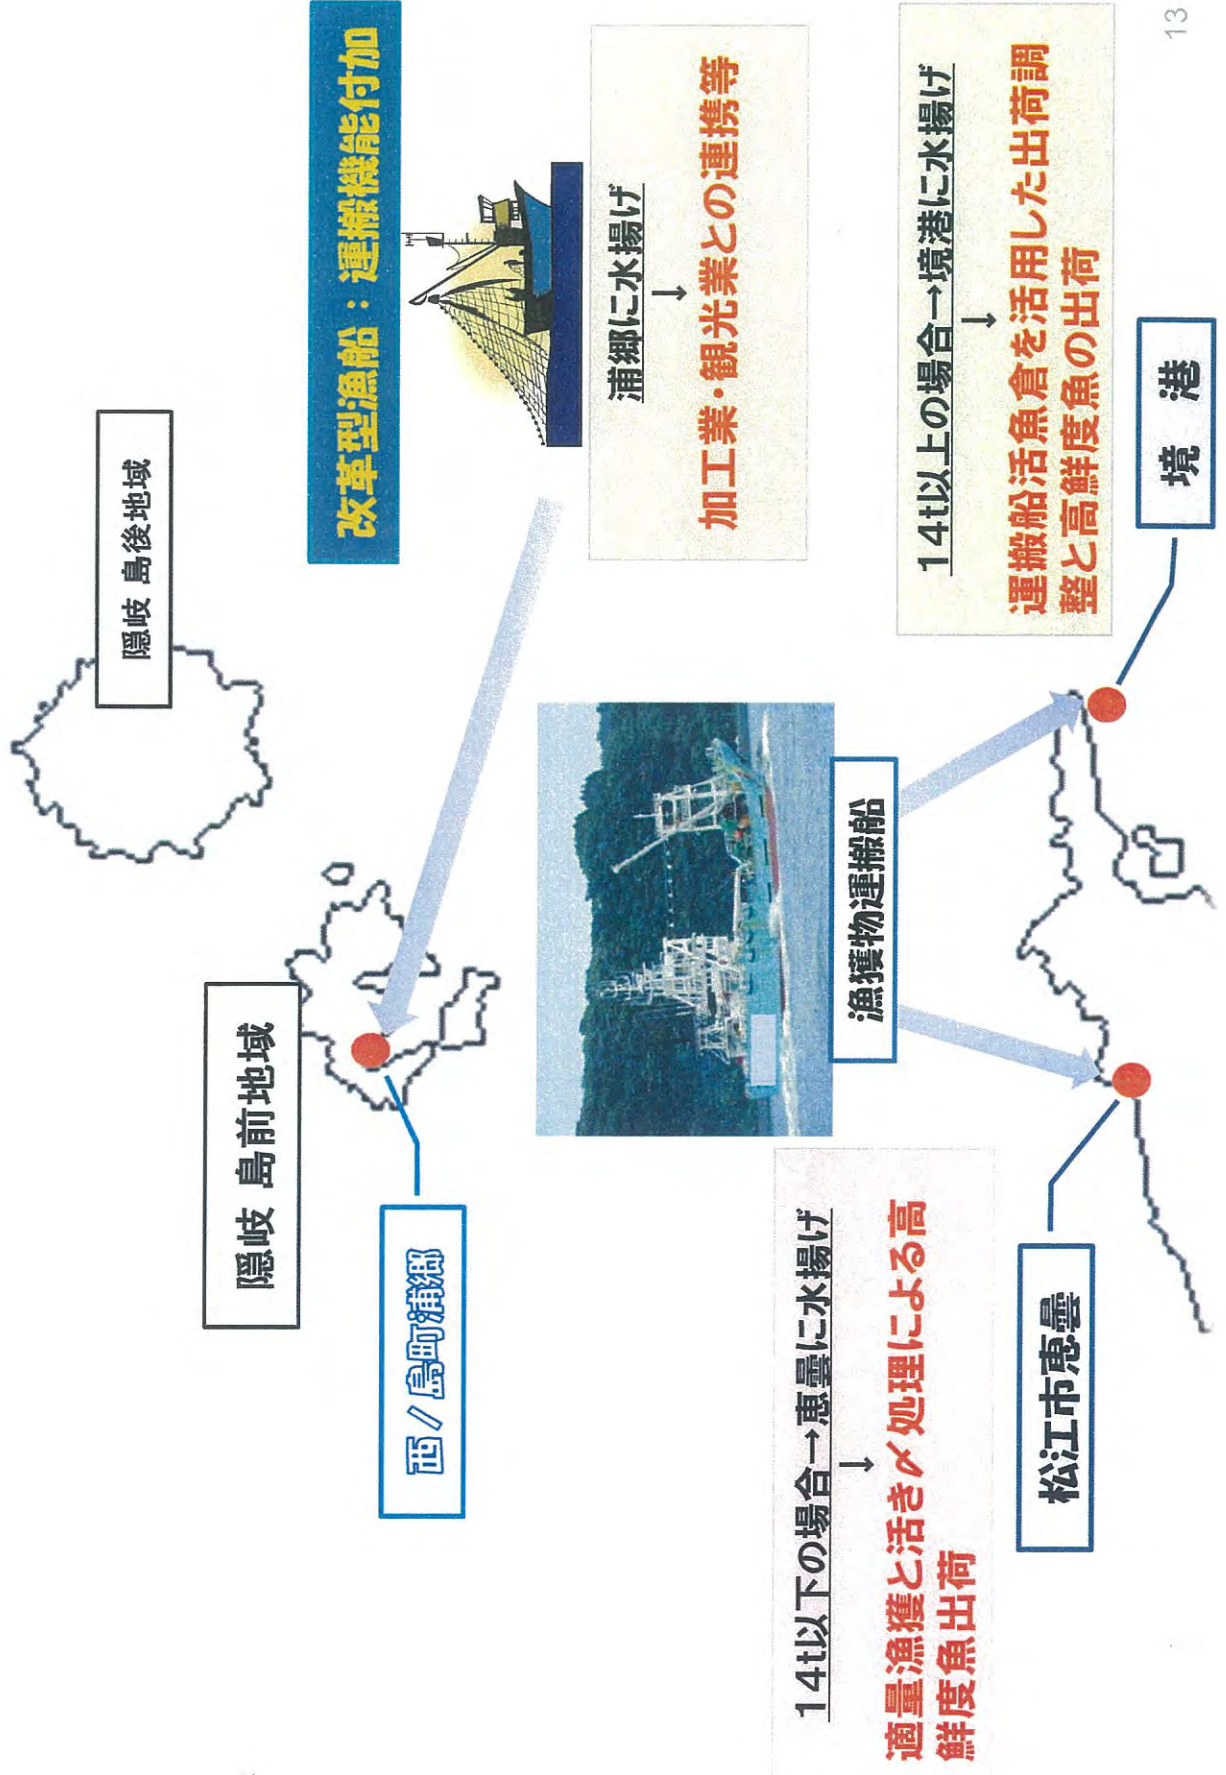 隠岐 島後地域
隠岐 島前地域
改革型漁船：運搬機能付加
西ノ島町浦郷
浦郷に水揚げ
↓
加工業・観光業との連携等
漁獲物運搬船
14t以下の場合→恵曇に水揚げ
↓
適量漁獲と活き〆処理による高
鮮度魚出荷
14t以上の場合→境港に水揚げ
↓
運搬船活魚倉を活用した出荷調
整と高鮮度魚の出荷
松江市恵曇
境 港
13